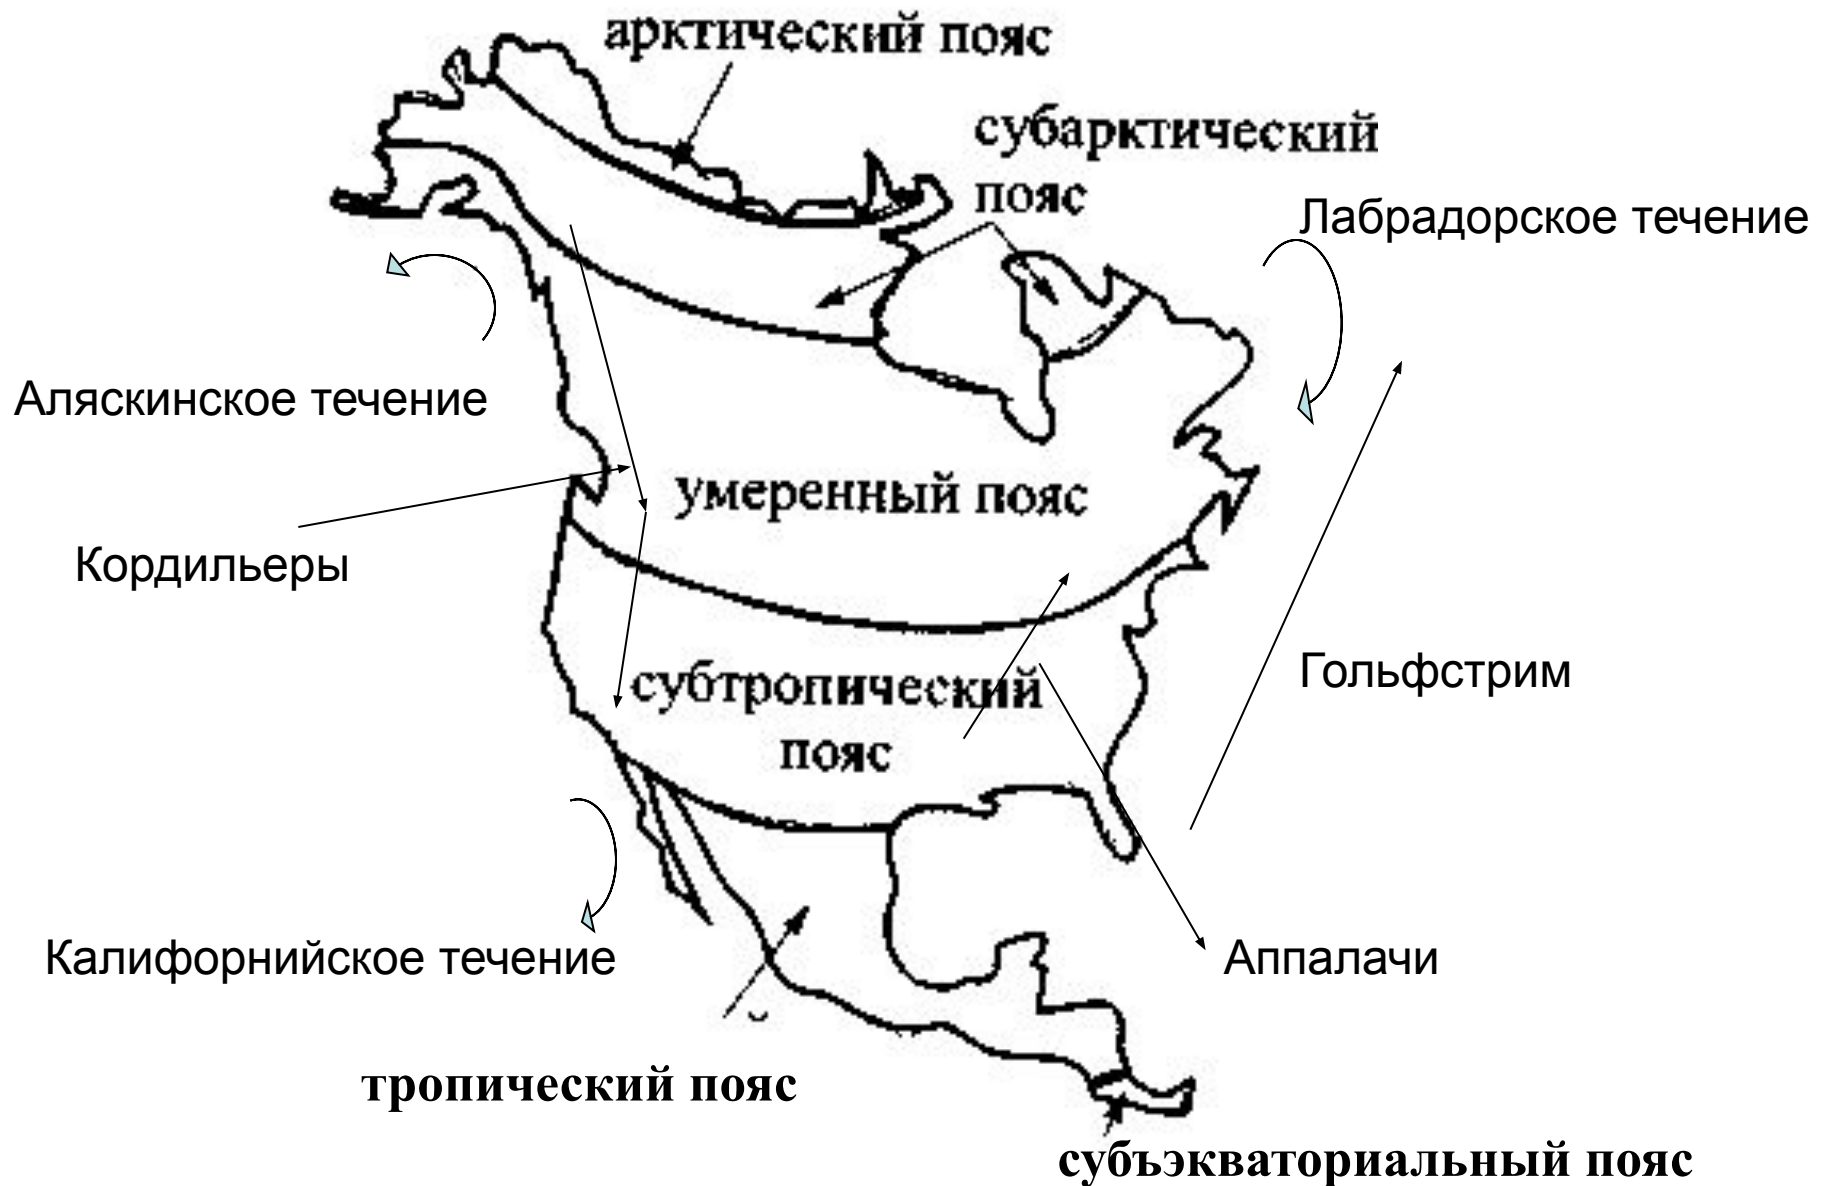 арктический пояс
субарктический
пояс
Лабрадорское течение
Аляскинское течение
умеренный пояс
Кордильеры
субтропический
пояс
Гольфстрим
Калифорнийское течение
Аппалачи
тропический пояс
субъэкваториальный пояс